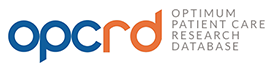 opcrd
OPTIMUM
PATIENT CARE
RESEARCH
DATABASE